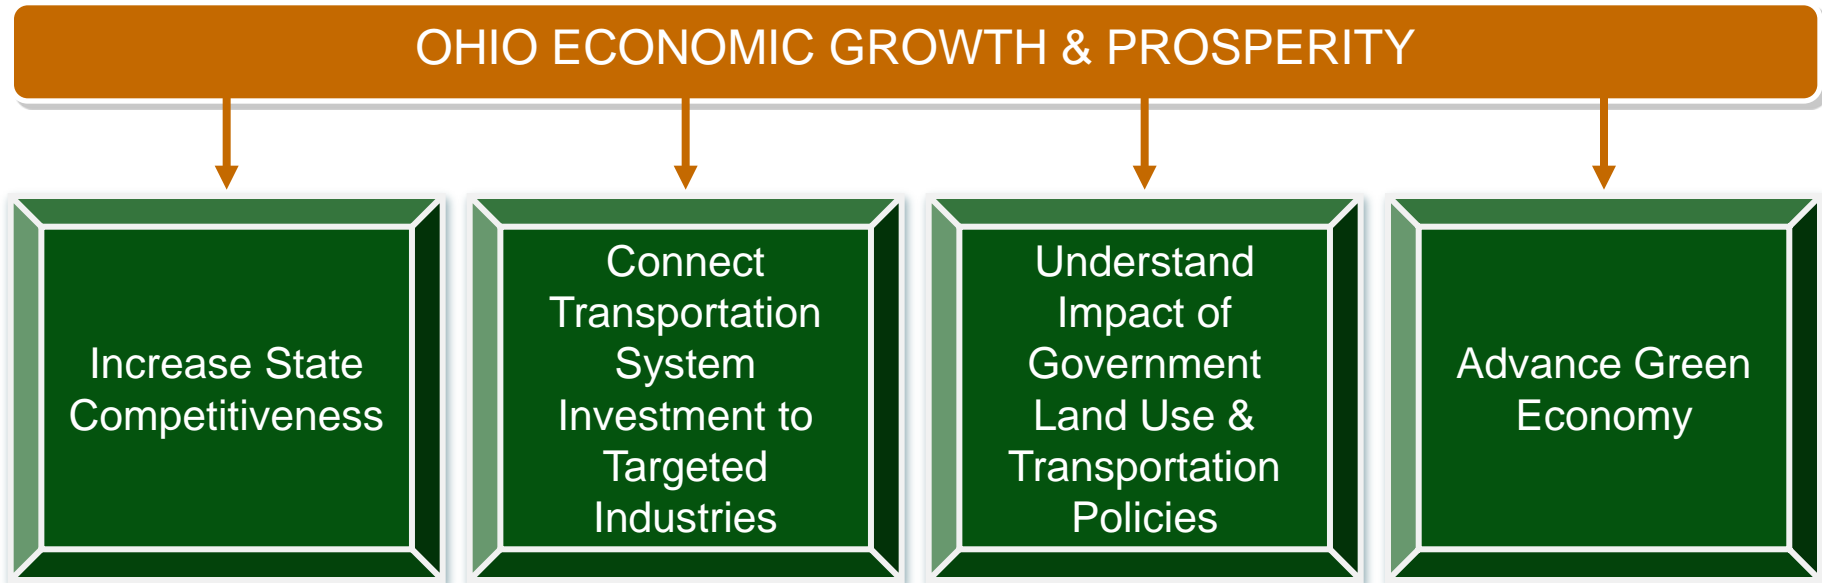 OHIO ECONOMIC GROWTH & PROSPERITY
Increase State
Competitiveness
Connect
Transportation
System
Investment to
Targeted
Industries
Understand
Impact of
Government
Land Use &
Transportation
Policies
Advance Green
Economy